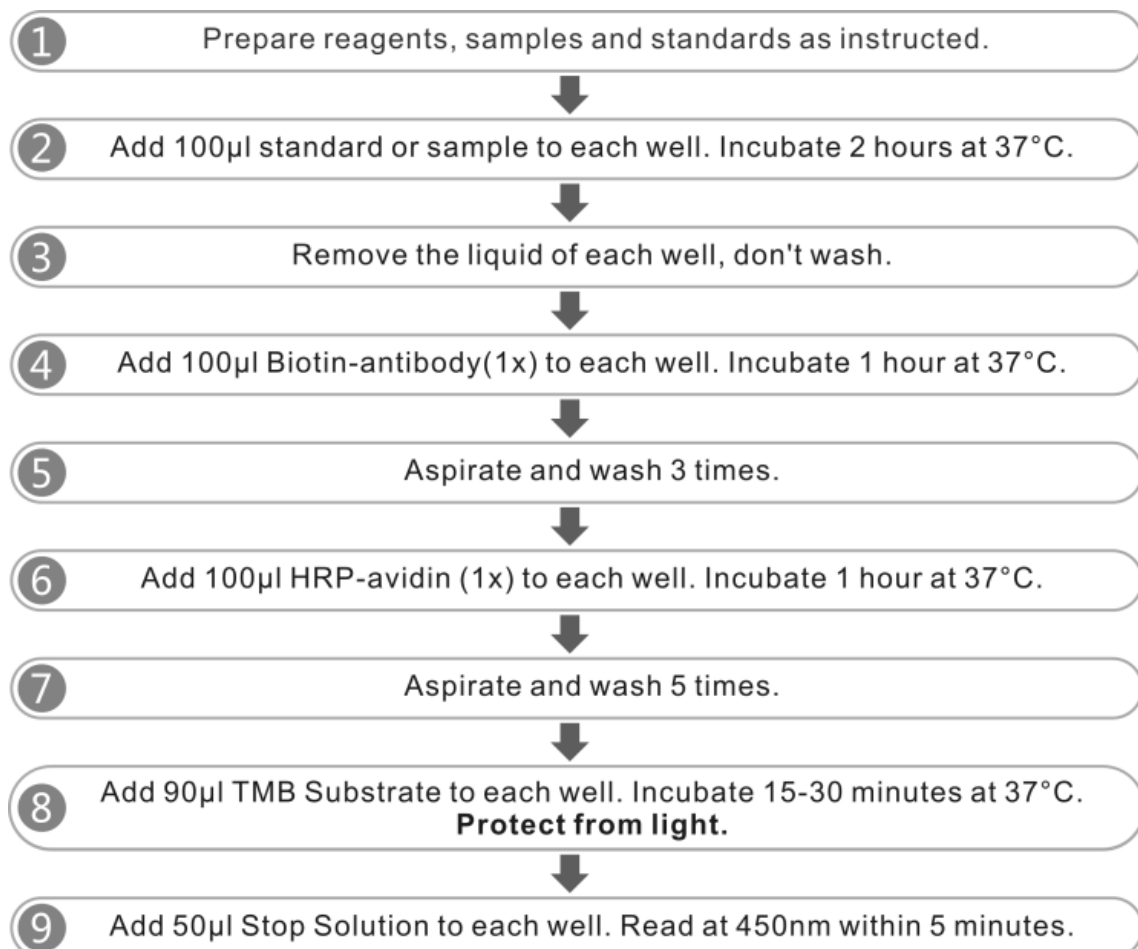 1 Prepare reagents, samples and standards as instructed.
2 Add 100µl standard or sample to each well. Incubate 2 hours at 37°C.
3 Remove the liquid of each well, don't wash.
4 Add 100µl Biotin-antibody(1x) to each well. Incubate 1 hour at 37°C.
5 Aspirate and wash 3 times.
6 Add 100µl HRP-avidin (1x) to each well. Incubate 1 hour at 37°C.
7 Aspirate and wash 5 times.
8 Add 90µl TMB Substrate to each well. Incubate 15-30 minutes at 37°C.
Protect from light.
9 Add 50µl Stop Solution to each well. Read at 450nm within 5 minutes.